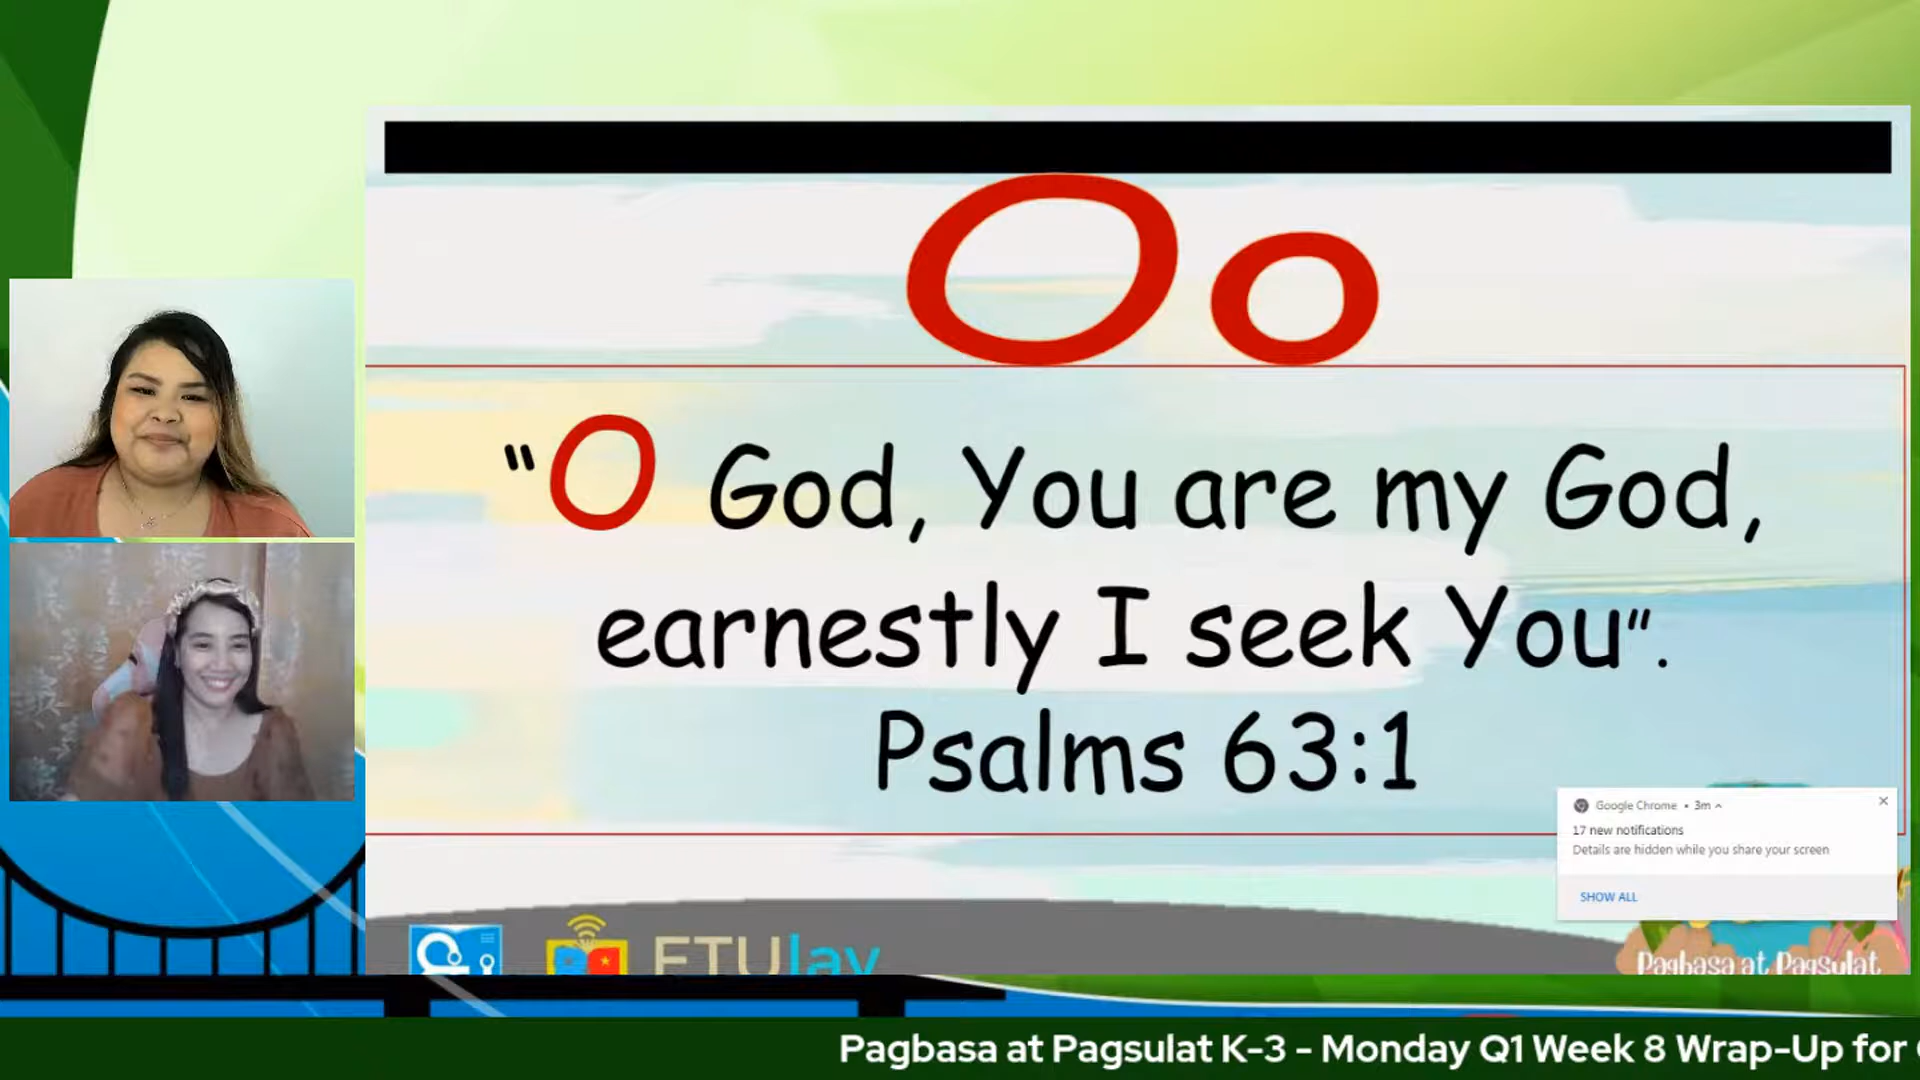 Oo
"O God, You are my God,
earnestly I seek You".
Psalms 63:1
Google Chrome • 3m
17 new notifications
Details are hidden while you share your screen
SHOW ALL
ETUlay
Pagbasa at Pagsulat
Pagbasa at Pagsulat K-3 - Monday Q1 Week 8 Wrap-Up for